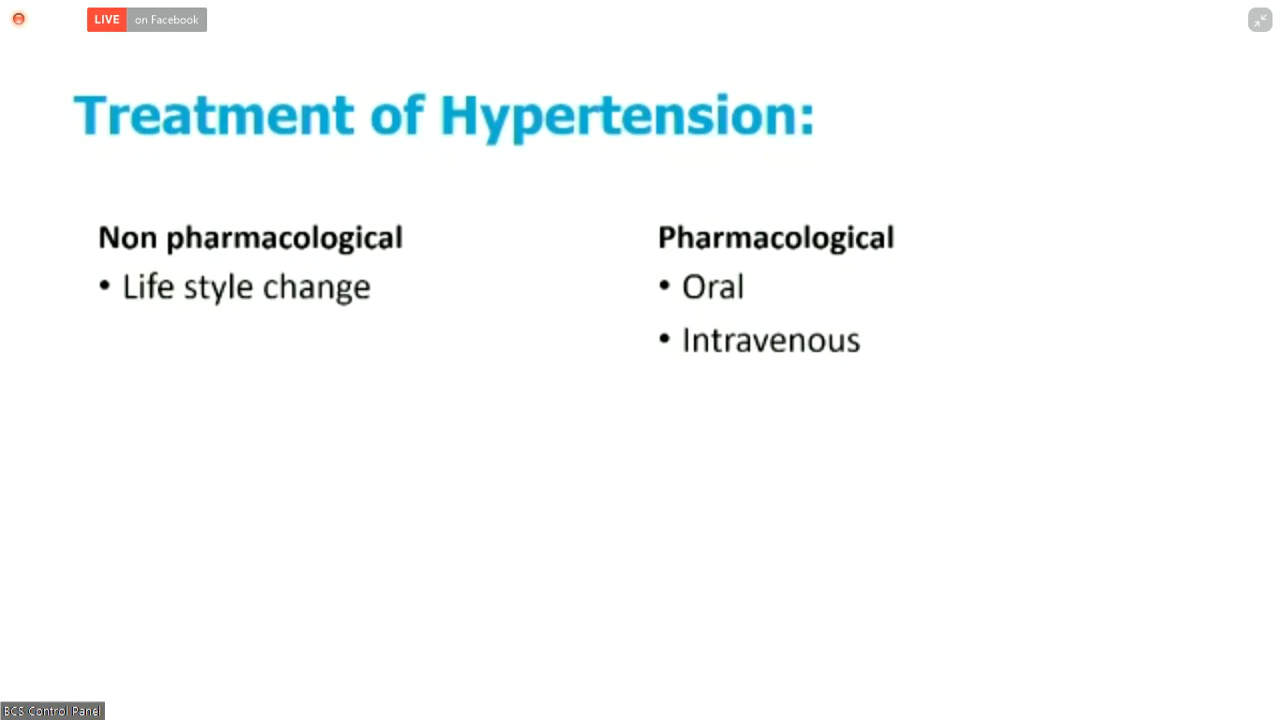 LIVE on Facebook
Treatment of Hypertension:
Non pharmacological
• Life style change
Pharmacological
• Oral
• Intravenous
BCS Control Panel